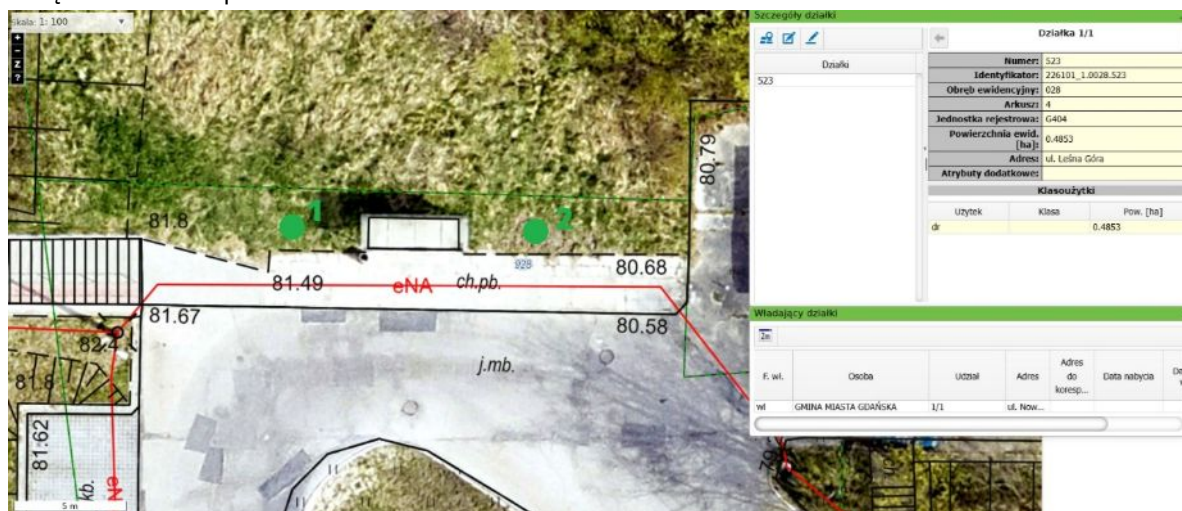 Skala: 1: 100
+
−
Z
?
81.8
1
2
80.79
928
81.49
eNA
ch.pb.
80.68
81.67
80.58
82.4
j.mb.
81.8
81.62
kb.
eN
79
5 m
Szczegóły działki
Działka 1/1
Działki
523
Numer: 523
Identyfikator: 226101_1.0028.523
Obręb ewidencyjny: 028
Arkusz: 4
Jednostka rejestrowa: G404
Powierzchnia ewid. [ha]: 0.4853
Adres: ul. Leśna Góra
Atrybuty dodatkowe:
Klasoużytki
Użytek Klasa Pow. [ha]
dr 0.4853
Władający działki
F. wł. Osoba Udział Adres Adres do koresp... Data nabycia
wł GMINA MIASTA GDAŃSKA 1/1 ul. Now...